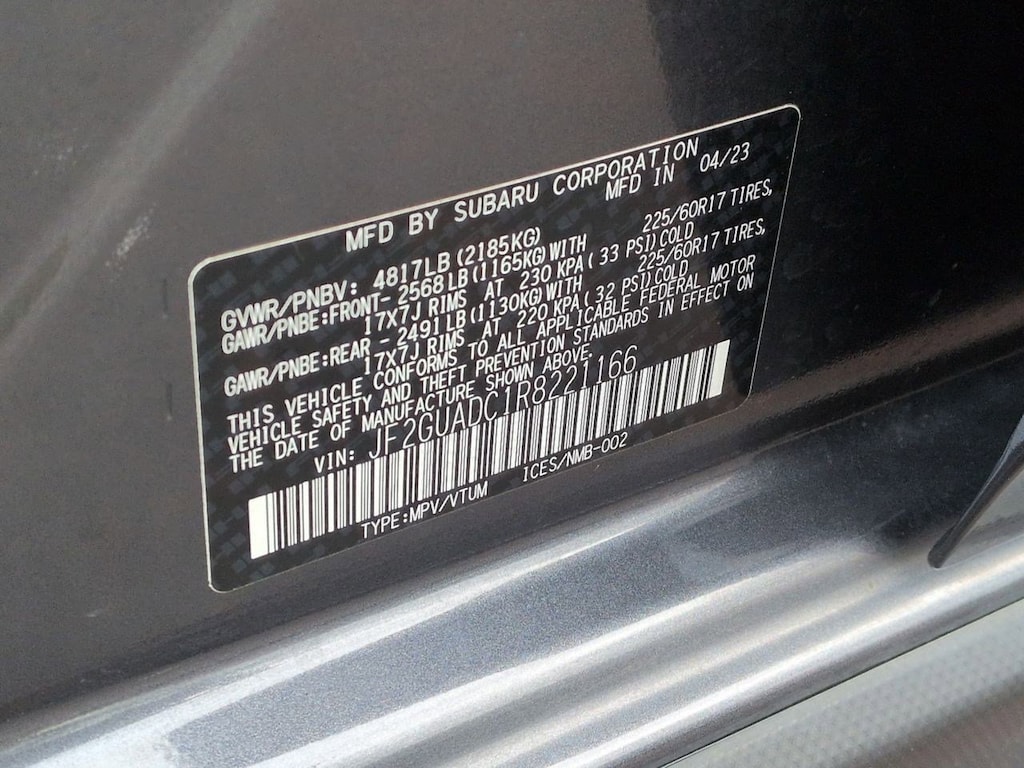 MFD BY SUBARU CORPORATION
MFD IN 04/23
GVWR/PNBV: 4817LB (2185KG)
GAWR/PNBE:FRONT- 2568LB (1165KG) WITH 225/60R17 TIRES,
17X7J RIMS AT 230 KPA( 33 PSI) COLD
GAWR/PNBE:REAR - 2491LB (1130KG) WITH 225/60R17 TIRES,
17X7J RIMS AT 220 KPA( 32 PSI) COLD
THIS VEHICLE CONFORMS TO ALL APPLICABLE FEDERAL MOTOR
VEHICLE SAFETY AND THEFT PREVENTION STANDARDS IN EFFECT ON
THE DATE OF MANUFACTURE SHOWN ABOVE.
VIN: JF2GUADC1R8221166
TYPE:MPV/VTUM ICES/NMB-002